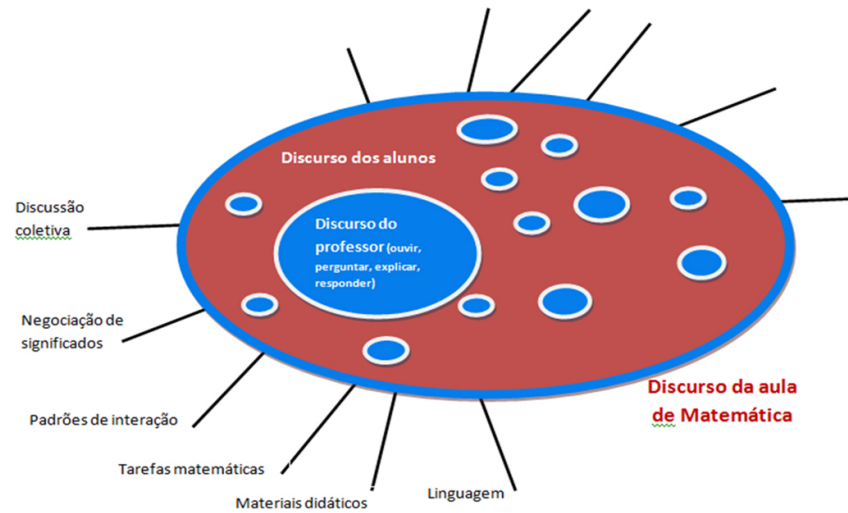 Discurso dos alunos
Discurso do
professor (ouvir,
perguntar, explicar,
responder)
Discussão
coletiva
Negociação de
significados
Padrões de interação
Tarefas matemáticas
Materiais didáticos
Linguagem
Discurso da aula
de Matemática